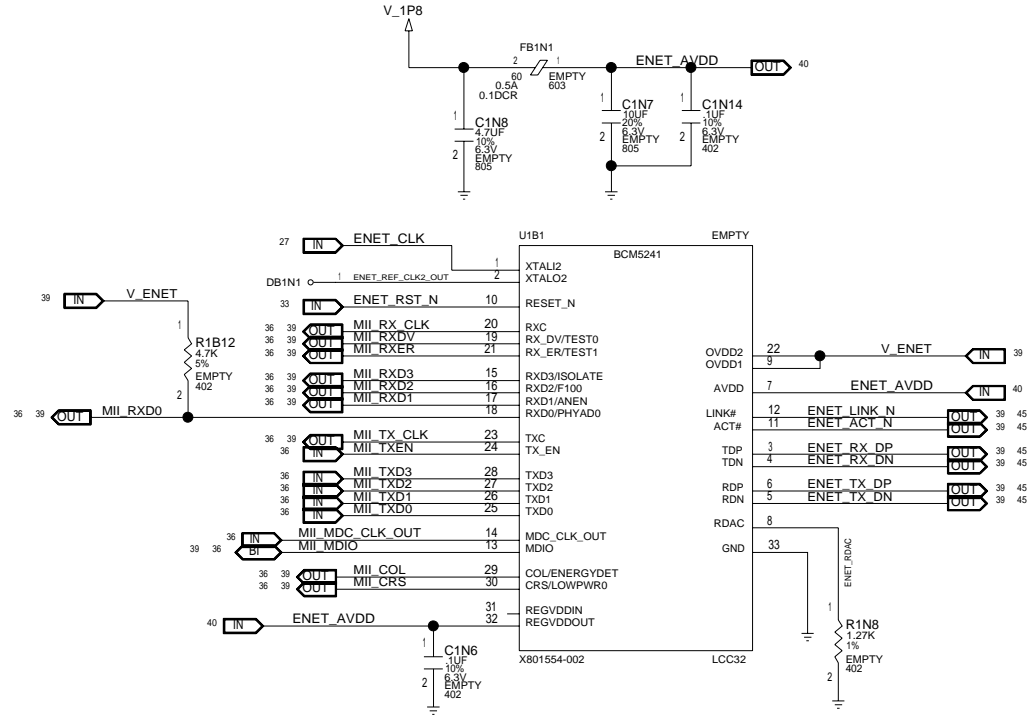 V_1P8
FB1N1
2 1
60
0.5A
0.1DCR
EMPTY
603
ENET_AVDD
OUT 40
1
C1N8
4.7UF
10%
6.3V
2
EMPTY
805
1
C1N7
10UF
20%
6.3V
2
EMPTY
805
1
C1N14
.1UF
10%
6.3V
2
EMPTY
402
U1B1 EMPTY
BCM5241
27 IN ENET_CLK 1 XTALI2
DB1N1 1 ENET_REF_CLK2_OUT 2 XTALO2
33 IN ENET_RST_N 10 RESET_N
39 IN V_ENET
1
R1B12
4.7K
5%
EMPTY
2
402
36 39 OUT MII_RX_CLK 20 RXC
36 39 OUT MII_RXDV 19 RX_DV/TEST0
36 39 OUT MII_RXER 21 RX_ER/TEST1
36 39 OUT MII_RXD3 15 RXD3/ISOLATE
36 39 OUT MII_RXD2 16 RXD2/F100
36 39 OUT MII_RXD1 17 RXD1/ANEN
36 39 OUT MII_RXD0 18 RXD0/PHYAD0
36 39 OUT MII_TX_CLK 23 TXC
36 IN MII_TXEN 24 TX_EN
36 IN MII_TXD3 28 TXD3
36 IN MII_TXD2 27 TXD2
36 IN MII_TXD1 26 TXD1
36 IN MII_TXD0 25 TXD0
36 IN MII_MDC_CLK_OUT 14 MDC_CLK_OUT
39 36 BI MII_MDIO 13 MDIO
36 39 OUT MII_COL 29 COL/ENERGYDET
36 39 OUT MII_CRS 30 CRS/LOWPWR0
31 REGVDDIN
40 IN ENET_AVDD 32 REGVDDOUT
1
C1N6
.1UF
10%
6.3V
2
EMPTY
402
OVDD2 22 V_ENET IN 39
OVDD1 9
AVDD 7 ENET_AVDD IN 40
LINK# 12 ENET_LINK_N OUT 39 45
ACT# 11 ENET_ACT_N OUT 39 45
TDP 3 ENET_RX_DP OUT 39 45
TDN 4 ENET_RX_DN OUT 39 45
RDP 6 ENET_TX_DP OUT 39 45
RDN 5 ENET_TX_DN OUT 39 45
RDAC 8
ENET_RDAC
GND 33
1
R1N8
1.27K
1%
EMPTY
2
402
X801554-002 LCC32